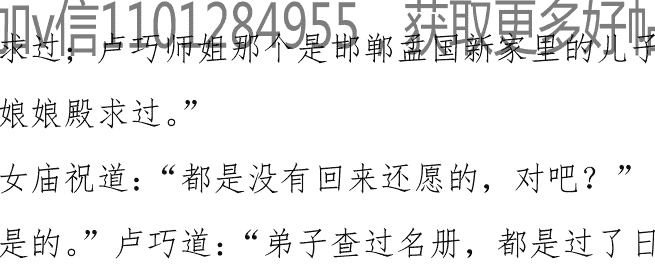 加v信1101284955，获取更多好帖
求过；卢巧师姐那个是邯郸孟国新家里的儿子
娘娘殿求过。”
女庙祝道：“都是没有回来还愿的，对吧？”
是的。”卢巧道：“弟子查过名册，都是过了日